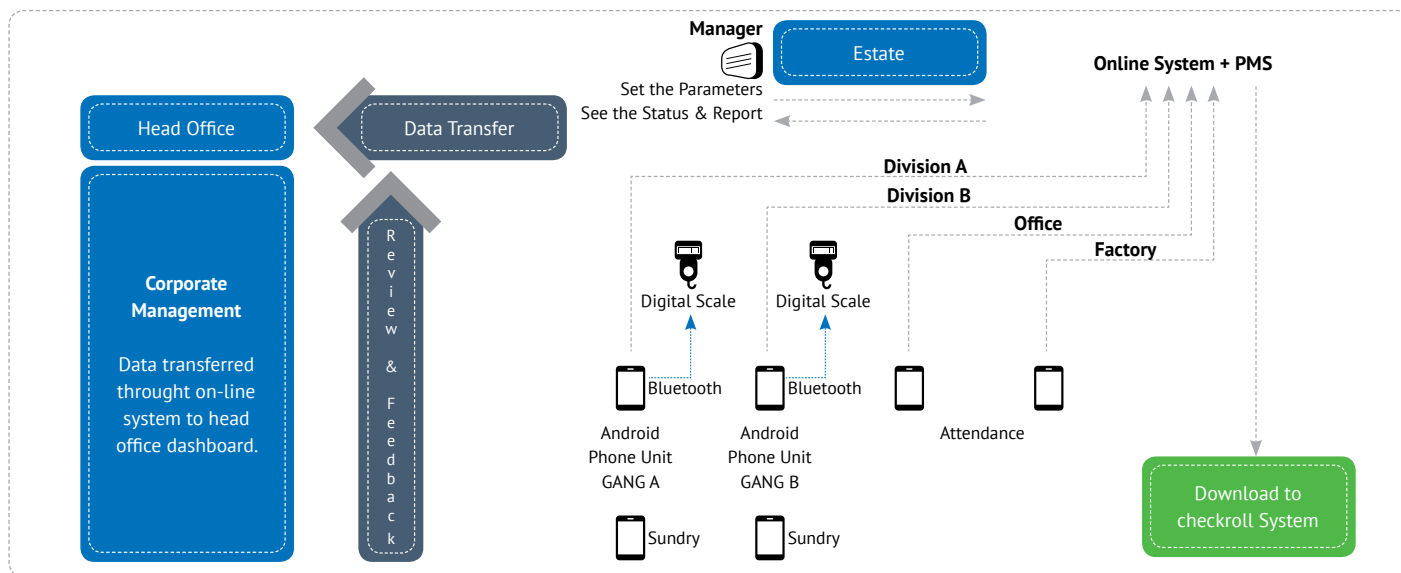 Manager
Estate
Online System + PMS
Set the Parameters
See the Status & Report
Head Office
Data Transfer
Division A
Division B
Office
Factory
Review & Feedback
Corporate
Management
Data transferred
throught on-line
system to head
office dashboard.
Digital Scale
Digital Scale
Bluetooth
Bluetooth
Android
Phone Unit
GANG A
Android
Phone Unit
GANG B
Attendance
Sundry
Sundry
Download to
checkroll System